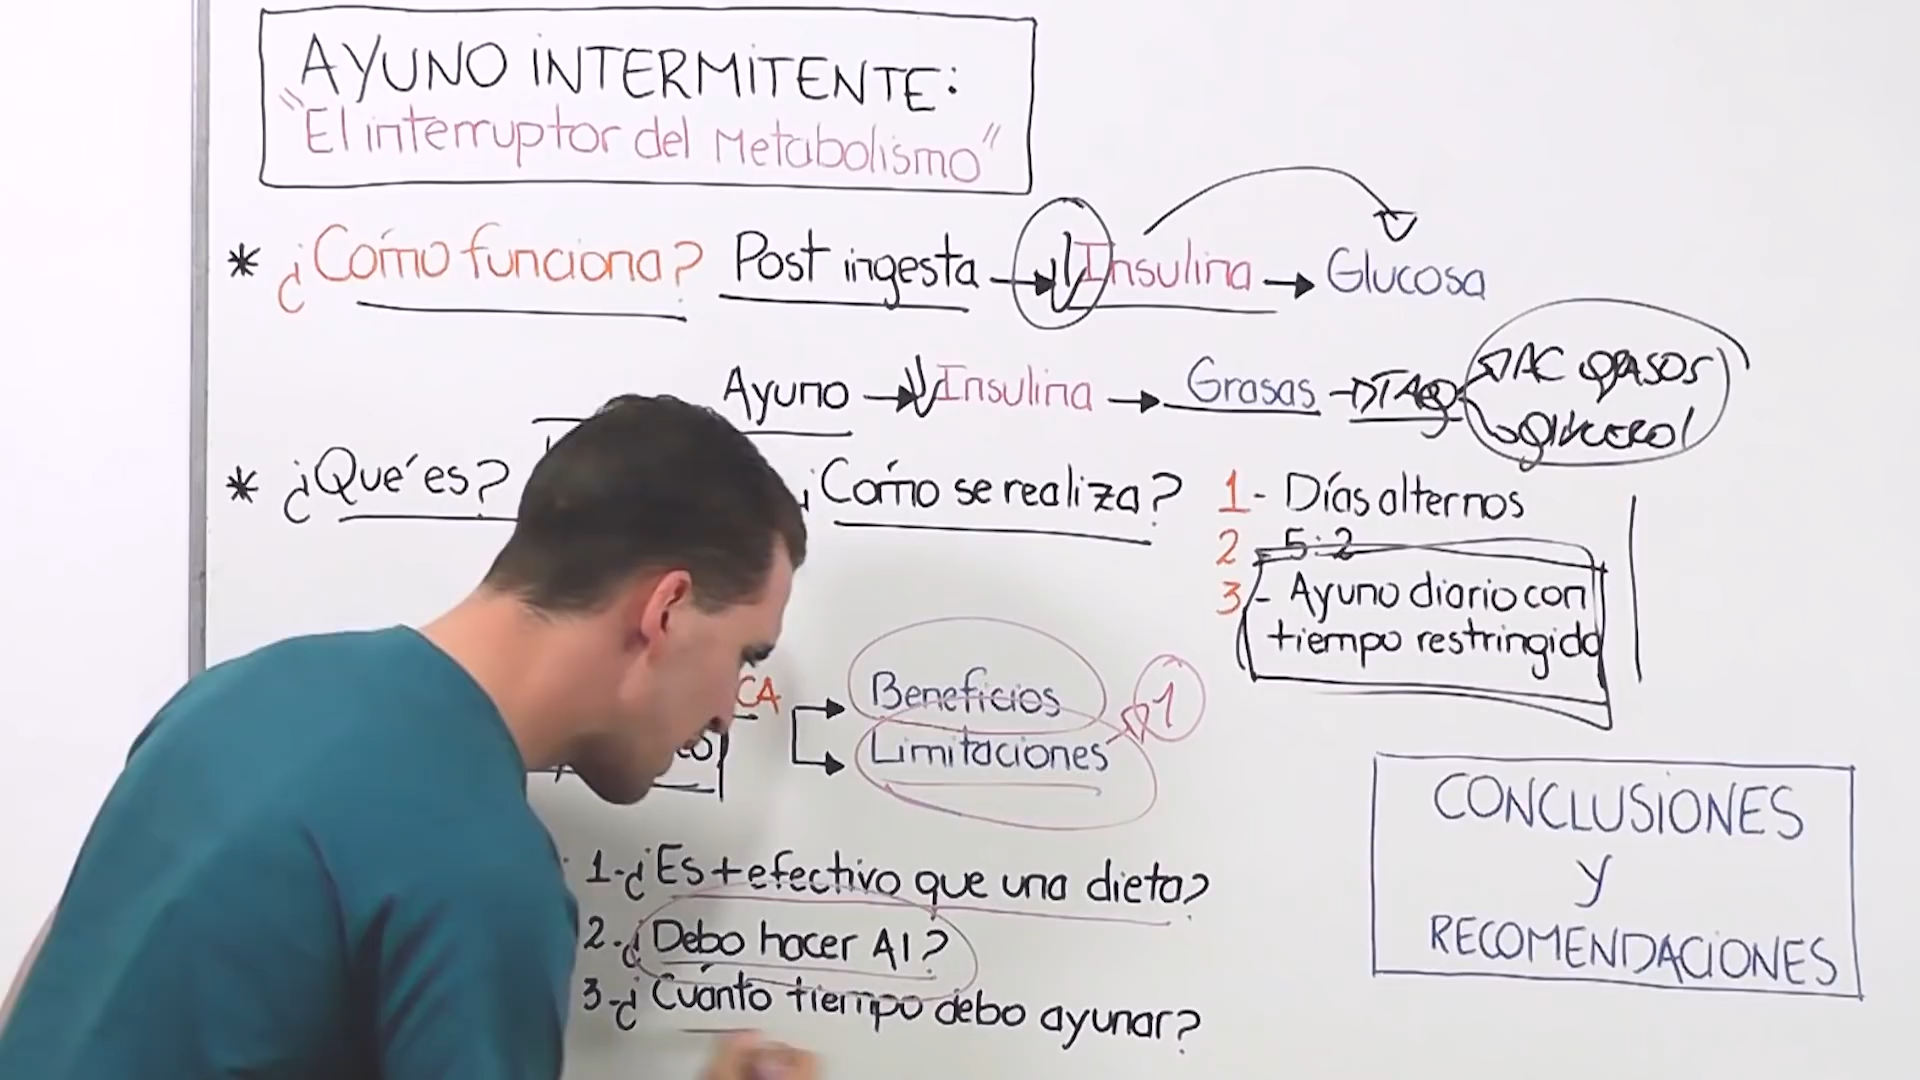 AYUNO INTERMITENTE:
"El interruptor del Metabolismo"
* ¿Cómo funciona? Post ingesta → ↓ Insulina → Glucosa
Ayuno → ↓ Insulina → Grasas → TAG
AC GRASOS
glicerol
* ¿Qué es? ¿Cómo se realiza? 1- Días alternos
2 - 5:2
3 - Ayuno diario con
tiempo restringido
CA
Beneficios
Limitaciones
1
1-¿Es + efectivo que una dieta?
2.¿Debo hacer AI?
3-¿Cuánto tiempo debo ayunar?
CONCLUSIONES
Y
RECOMENDACIONES